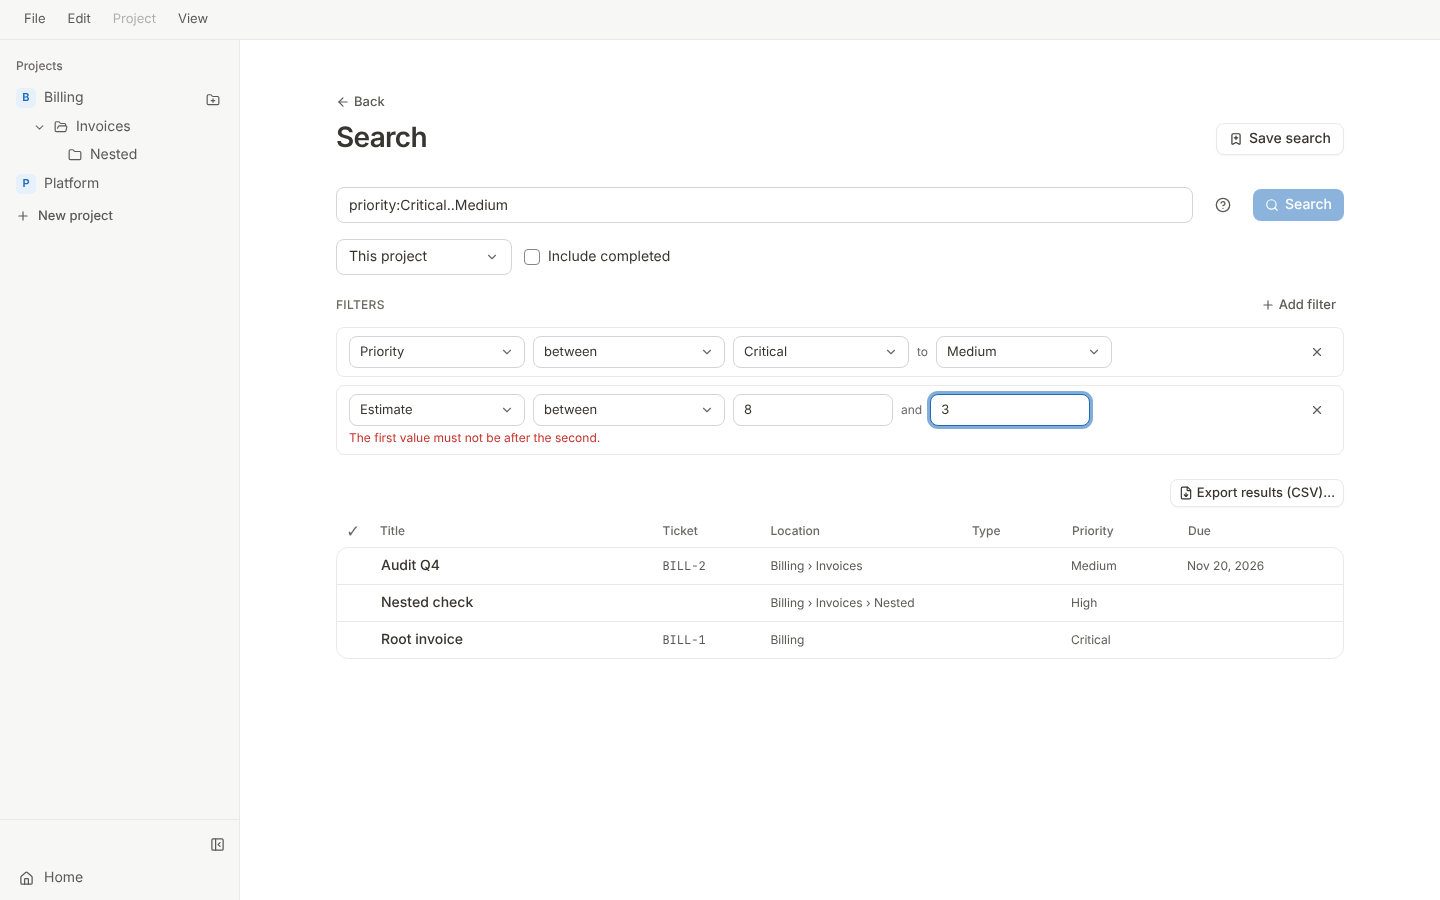 File Edit Project View
Projects
B Billing
Invoices
Nested
P Platform
New project
Home
Back
Search
Save search
priority:Critical..Medium
Search
This project
Include completed
FILTERS
Add filter
Priority between Critical to Medium
Estimate between 8 and 3
The first value must not be after the second.
Export results (CSV)...
✓ Title Ticket Location Type Priority Due
Audit Q4 BILL-2 Billing › Invoices Medium Nov 20, 2026
Nested check Billing › Invoices › Nested High
Root invoice BILL-1 Billing Critical